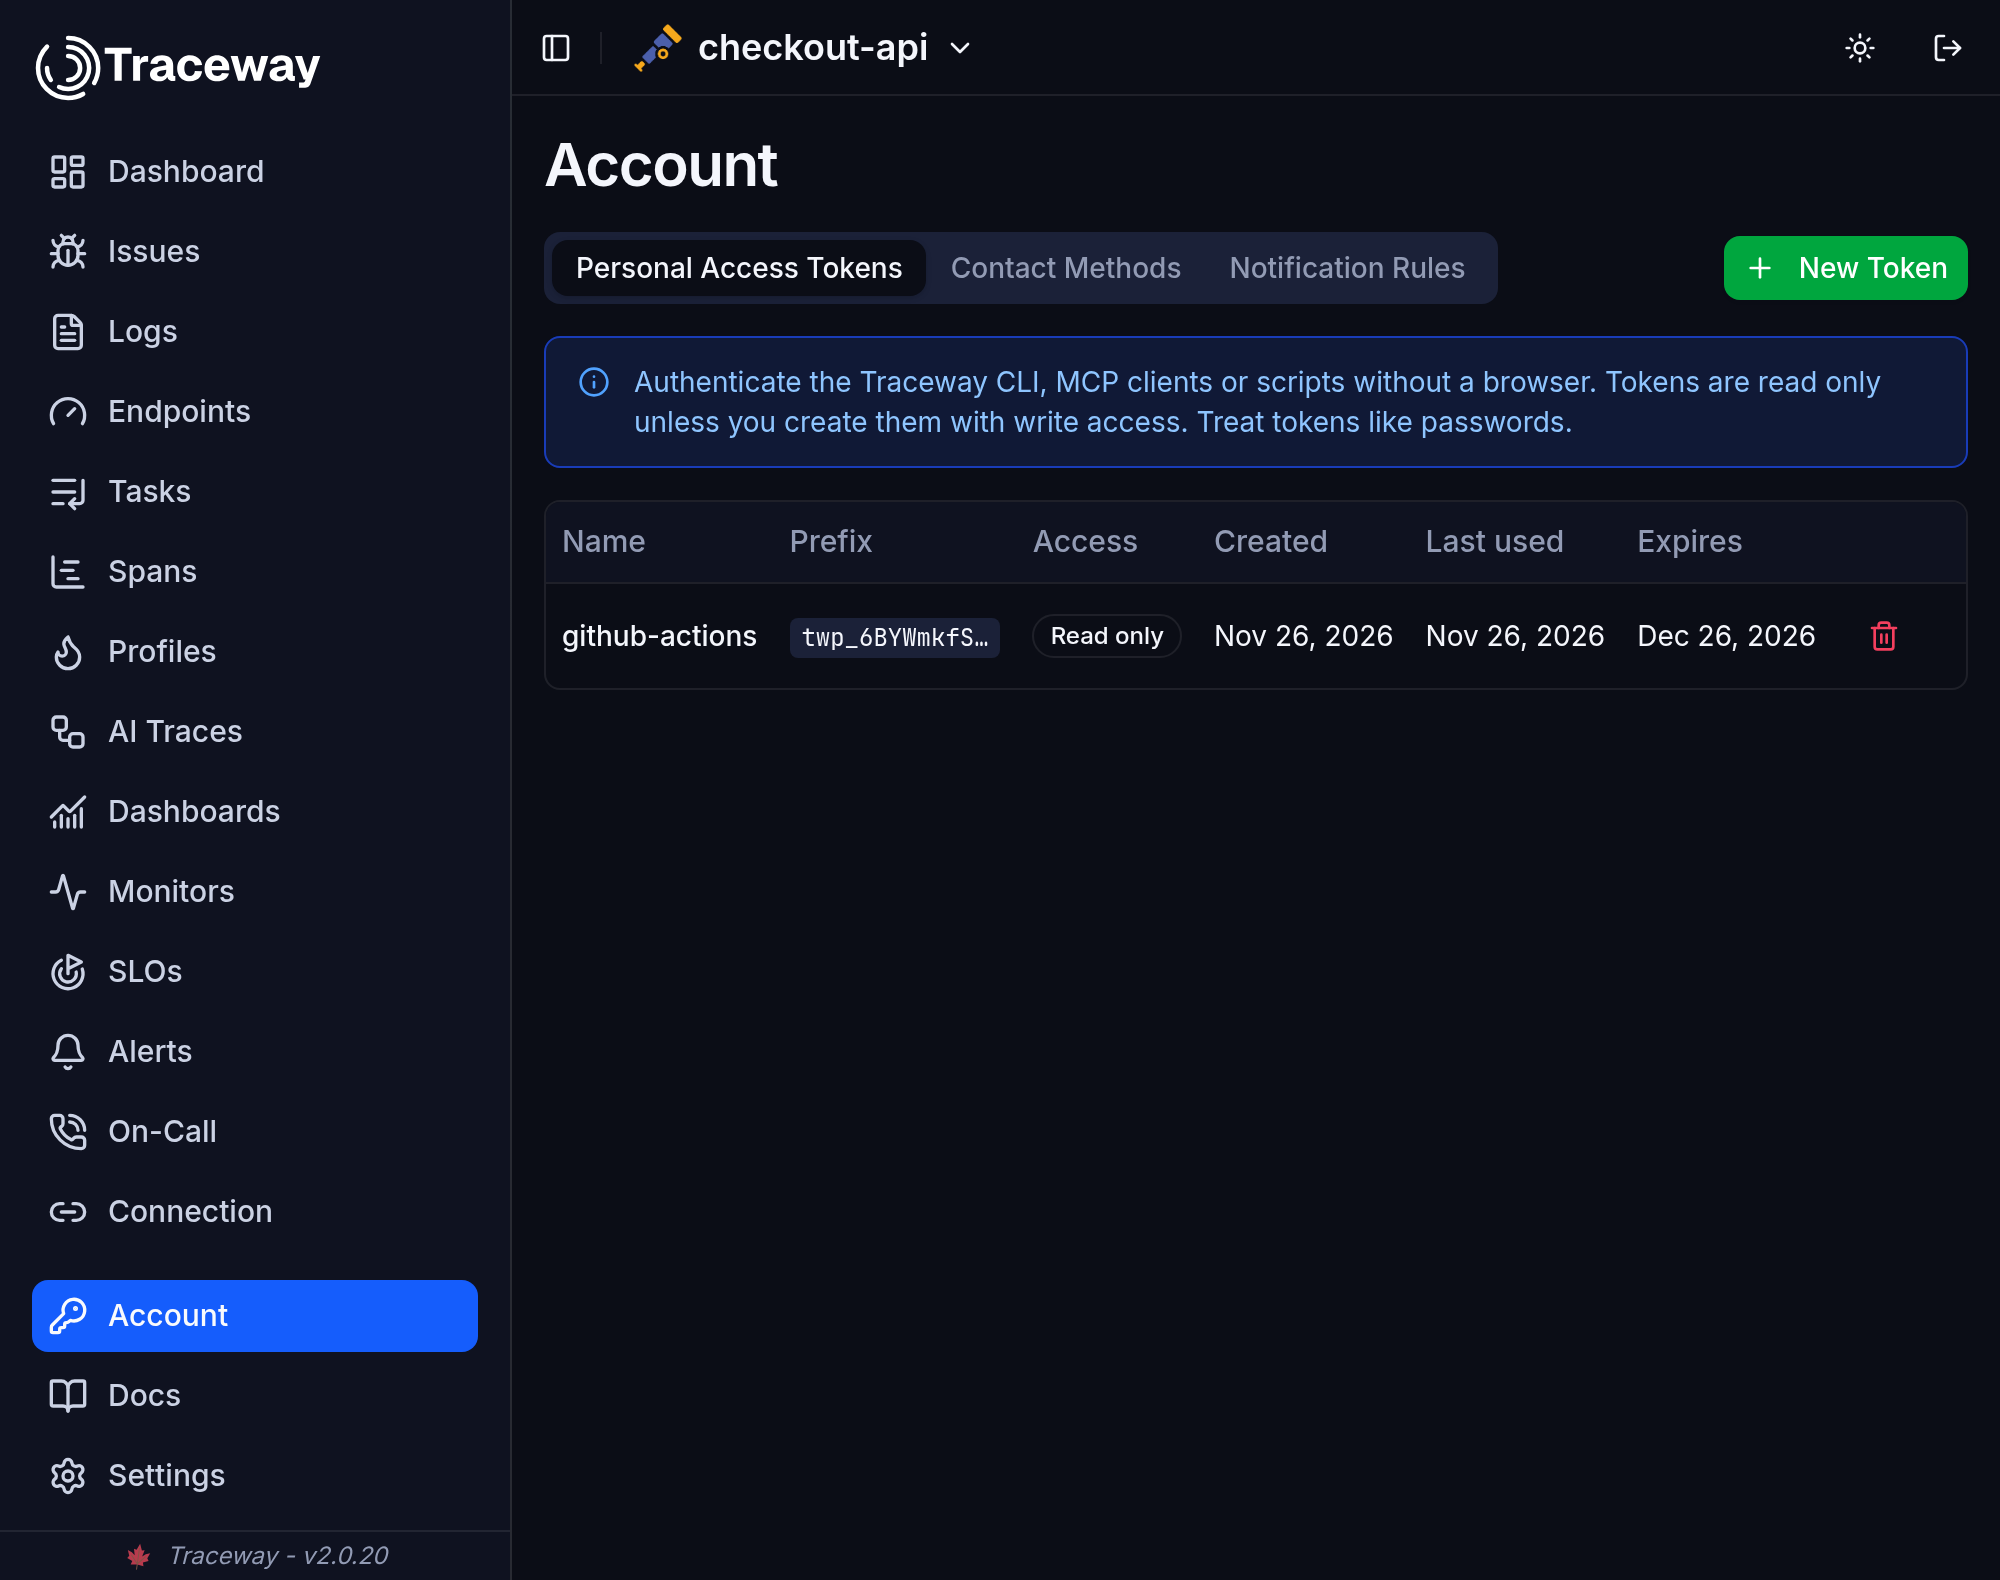 Traceway
Dashboard
Issues
Logs
Endpoints
Tasks
Spans
Profiles
AI Traces
Dashboards
Monitors
SLOs
Alerts
On-Call
Connection
Account
Docs
Settings
Traceway - v2.0.20
checkout-api
Account
Personal Access Tokens Contact Methods Notification Rules New Token
Authenticate the Traceway CLI, MCP clients or scripts without a browser. Tokens are read only
unless you create them with write access. Treat tokens like passwords.
Name Prefix Access Created Last used Expires
github-actions twp_6BYWmkfS… Read only Nov 26, 2026 Nov 26, 2026 Dec 26, 2026